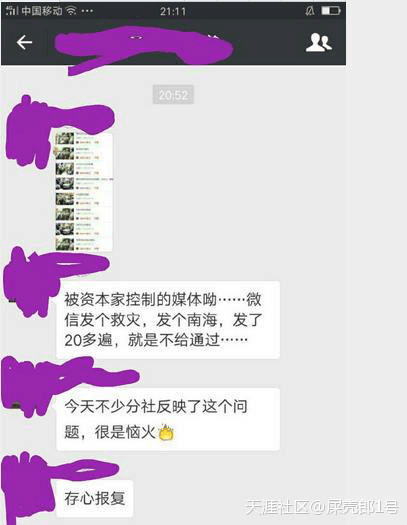 中国移动
21:11
20:52
被资本家控制的媒体呦……微
信发个救灾，发个南海，发了
20多遍，就是不给通过……
今天不少分社反映了这个问
题，很是恼火
存心报复
天涯社区@屎壳郎1号